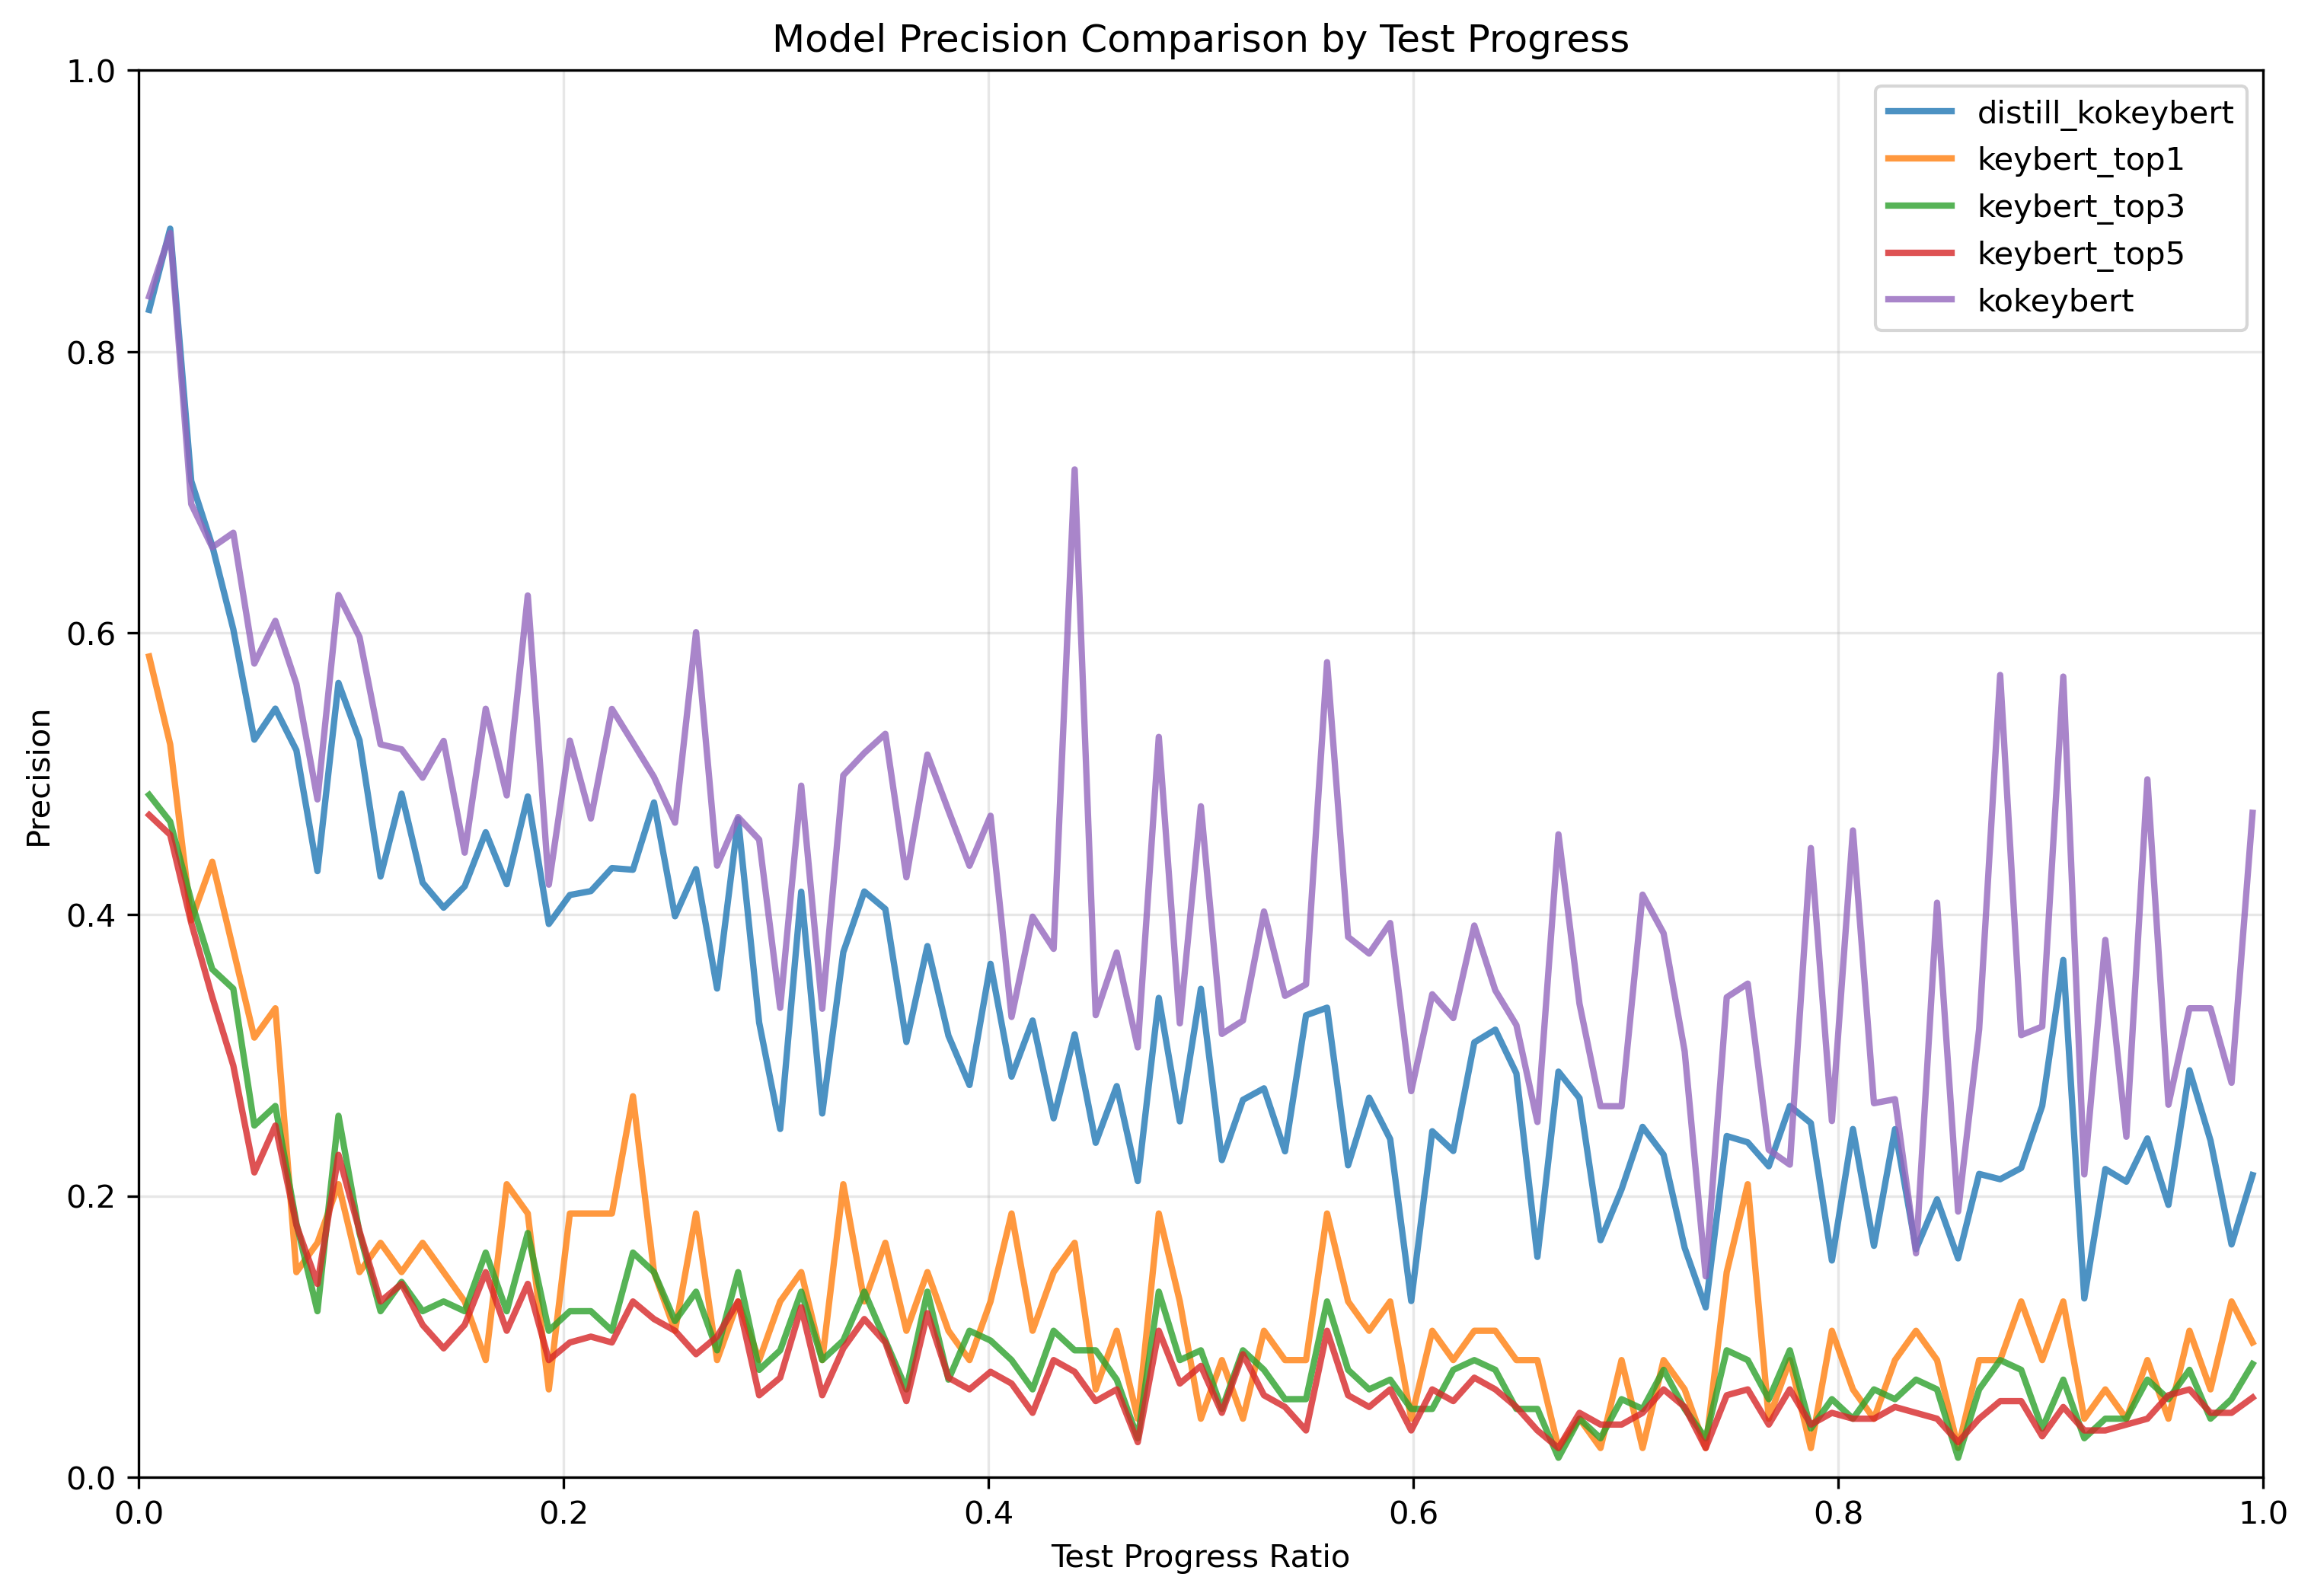 Model Precision Comparison by Test Progress
1.0
0.8
0.6
0.4
0.2
0.0
Precision
distill_kokeybert
keybert_top1
keybert_top3
keybert_top5
kokeybert
0.0 0.2 0.4 0.6 0.8 1.0
Test Progress Ratio